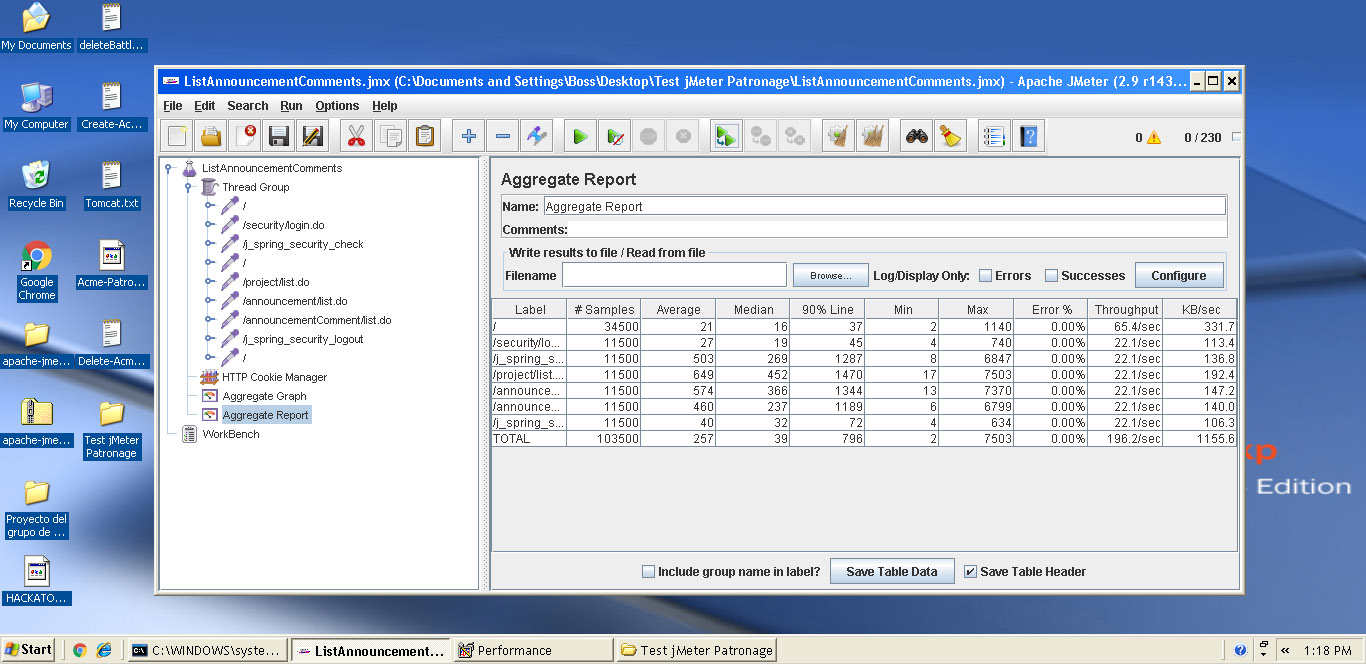 My Documents
deleteBattl...
My Computer
Create-Ac...
Recycle Bin
Tomcat.txt
Google
Chrome
Acme-Patro...
apache-jme...
Delete-Acm...
apache-jme...
Test jMeter
Patronage
Proyecto del
grupo de ...
HACKATO...
ListAnnouncementComments.jmx (C:\Documents and Settings\Boss\Desktop\Test jMeter Patronage\ListAnnouncementComments.jmx) - Apache JMeter (2.9 r143...
File Edit Search Run Options Help
0 0 / 230
ListAnnouncementComments
Thread Group
/
/security/login.do
/j_spring_security_check
/
/project/list.do
/announcement/list.do
/announcementComment/list.do
/j_spring_security_logout
/
HTTP Cookie Manager
Aggregate Graph
Aggregate Report
WorkBench
Aggregate Report
Name: Aggregate Report
Comments:
Write results to file / Read from file
Filename Browse... Log/Display Only: Errors Successes Configure
Label # Samples Average Median 90% Line Min Max Error % Throughput KB/sec
/ 34500 21 16 37 2 1140 0.00% 65.4/sec 331.7
/security/lo... 11500 27 19 45 4 740 0.00% 22.1/sec 113.4
/j_spring_s... 11500 503 269 1287 8 6847 0.00% 22.1/sec 136.8
/project/list.... 11500 649 452 1470 17 7503 0.00% 22.1/sec 192.4
/announce... 11500 574 366 1344 13 7370 0.00% 22.1/sec 147.2
/announce... 11500 460 237 1189 6 6799 0.00% 22.1/sec 140.0
/j_spring_s... 11500 40 32 72 4 634 0.00% 22.1/sec 106.3
TOTAL 103500 257 39 796 2 7503 0.00% 196.2/sec 1155.6
Include group name in label? Save Table Data Save Table Header
xp
Edition
Start
C:\WINDOWS\syste...
ListAnnouncement...
Performance
Test jMeter Patronage
1:18 PM